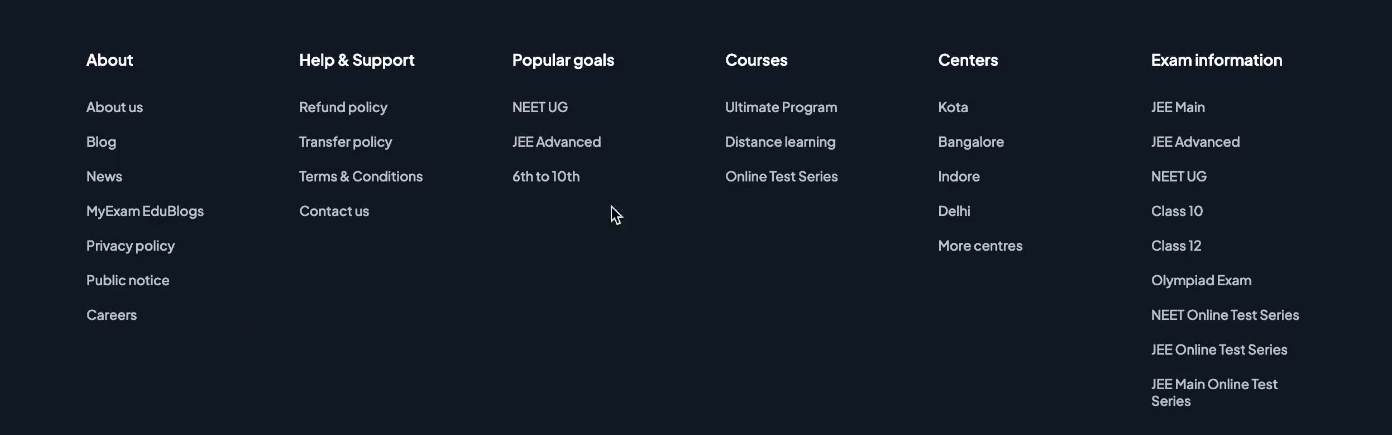 About
About us
Blog
News
MyExam EduBlogs
Privacy policy
Public notice
Careers
Help & Support
Refund policy
Transfer policy
Terms & Conditions
Contact us
Popular goals
NEET UG
JEE Advanced
6th to 10th
Courses
Ultimate Program
Distance learning
Online Test Series
Centers
Kota
Bangalore
Indore
Delhi
More centres
Exam information
JEE Main
JEE Advanced
NEET UG
Class 10
Class 12
Olympiad Exam
NEET Online Test Series
JEE Online Test Series
JEE Main Online Test
Series